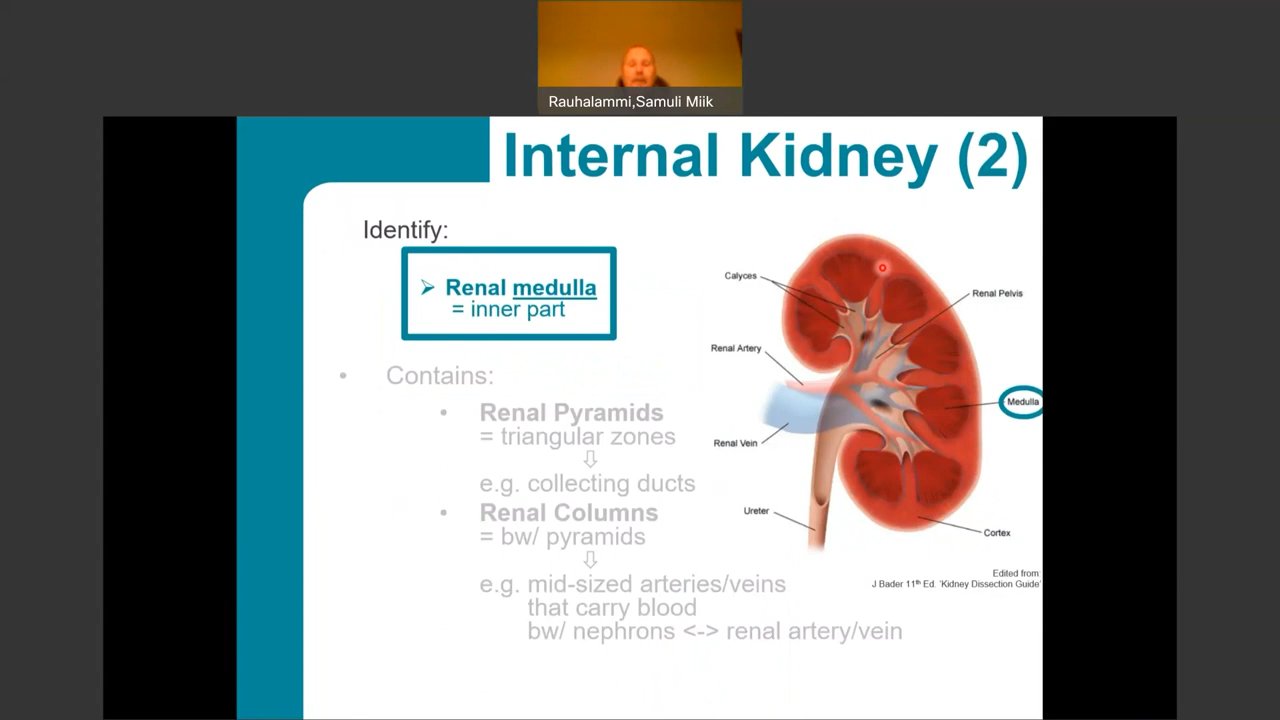 Rauhalammi,Samuli Miik
Internal Kidney (2)
Identify:
➢ Renal medulla
= inner part
• Contains:
• Renal Pyramids
= triangular zones
⇩
e.g. collecting ducts
• Renal Columns
= bw/ pyramids
⇩
e.g. mid-sized arteries/veins
that carry blood
bw/ nephrons <-> renal artery/vein
Calyces
Renal Pelvis
Renal Artery
Medulla
Renal Vein
Ureter
Cortex
Edited from:
J Bader 11th Ed. 'Kidney Dissection Guide'